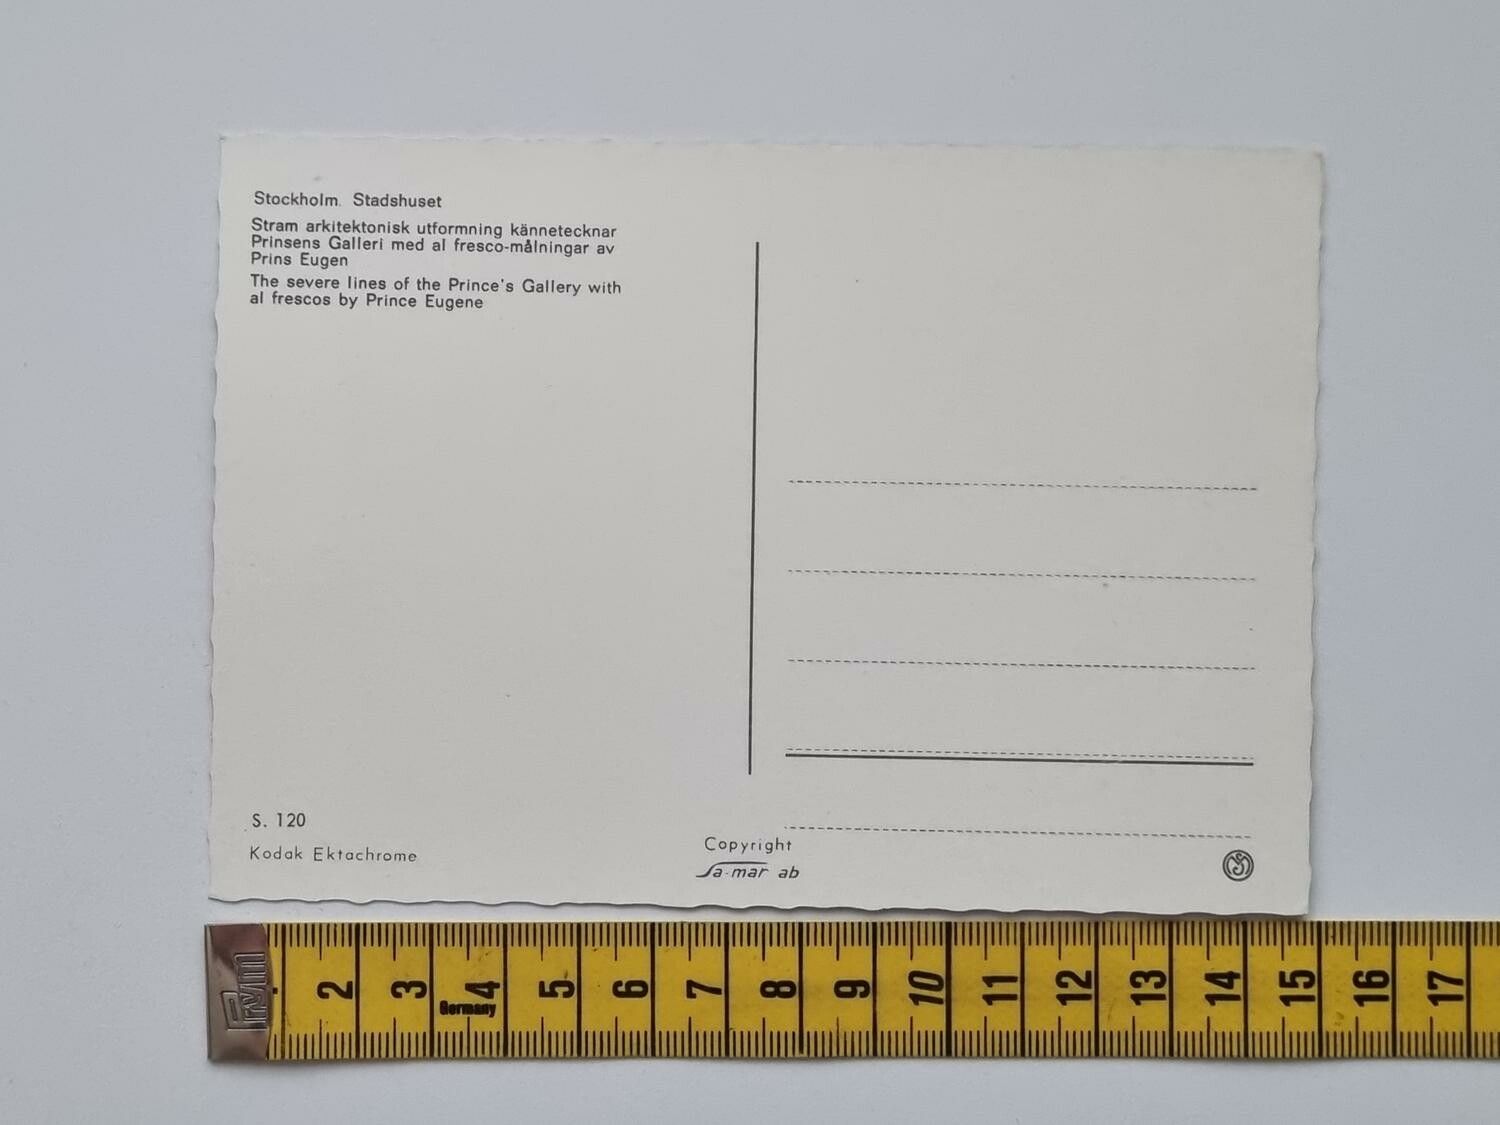 Stockholm. Stadshuset
Stram arkitektonisk utformning kännetecknar
Prinsens Galleri med al fresco-målningar av
Prins Eugen
The severe lines of the Prince's Gallery with
al frescos by Prince Eugene
S. 120
Kodak Ektachrome
Copyright
Sa-mar ab
Prym
2 3 4 5 6 7 8 9 10 11 12 13 14 15 16 17
Germany